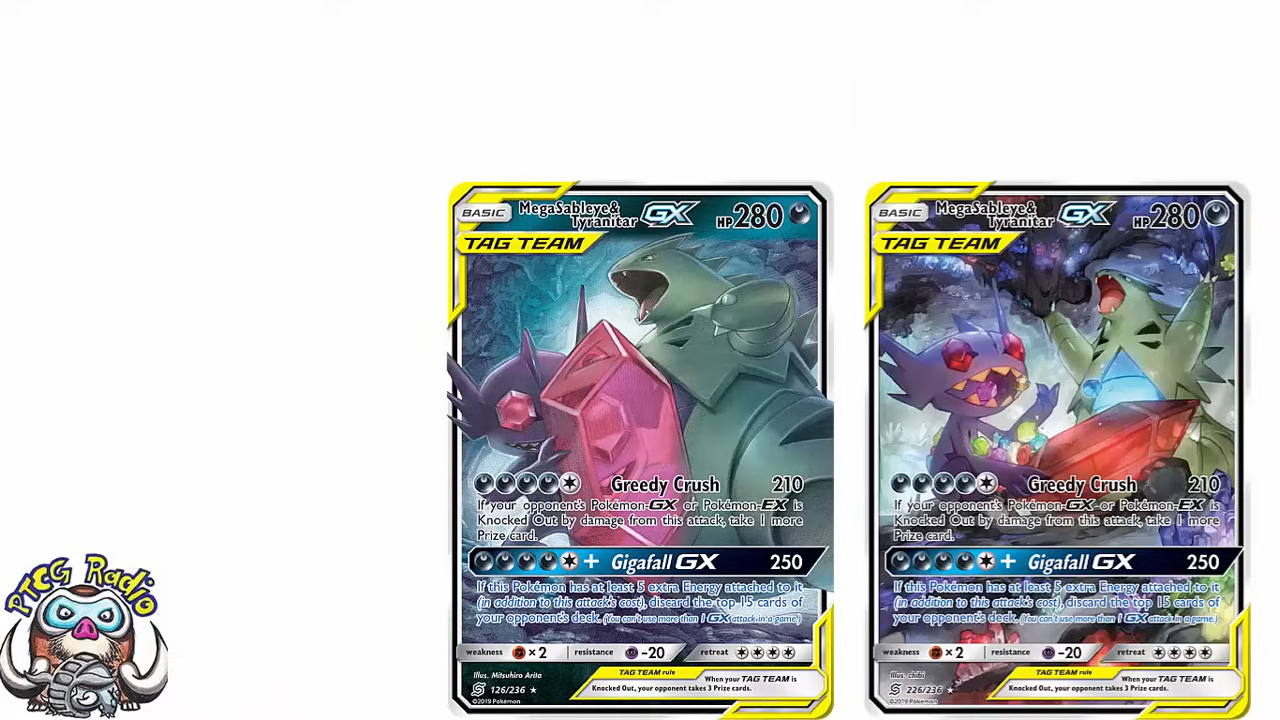 BASIC
MegaSableye&
Tyranitar GX HP280
TAG TEAM
Greedy Crush 210
If your opponent's Pokémon-GX or Pokémon-EX is
Knocked Out by damage from this attack, take 1 more
Prize card.
+ Gigafall GX 250
If this Pokémon has at least 5 extra Energy attached to it
(in addition to this attack's cost), discard the top 15 cards of
your opponent's deck. (You can't use more than 1 GX attack in a game.)
weakness ×2 resistance -20 retreat
Illus. Mitsuhiro Arita
126/236
©2019 Pokémon
TAG TEAM rule
When your TAG TEAM is
Knocked Out, your opponent takes 3 Prize cards.
BASIC
MegaSableye&
Tyranitar GX HP280
TAG TEAM
Greedy Crush 210
If your opponent's Pokémon-GX or Pokémon-EX is
Knocked Out by damage from this attack, take 1 more
Prize card.
+ Gigafall GX 250
If this Pokémon has at least 5 extra Energy attached to it
(in addition to this attack's cost), discard the top 15 cards of
your opponent's deck. (You can't use more than 1 GX attack in a game.)
weakness ×2 resistance -20 retreat
Illus. chibi
226/236
©2019 Pokémon
TAG TEAM rule
When your TAG TEAM is
Knocked Out, your opponent takes 3 Prize cards.
PTCG Radio